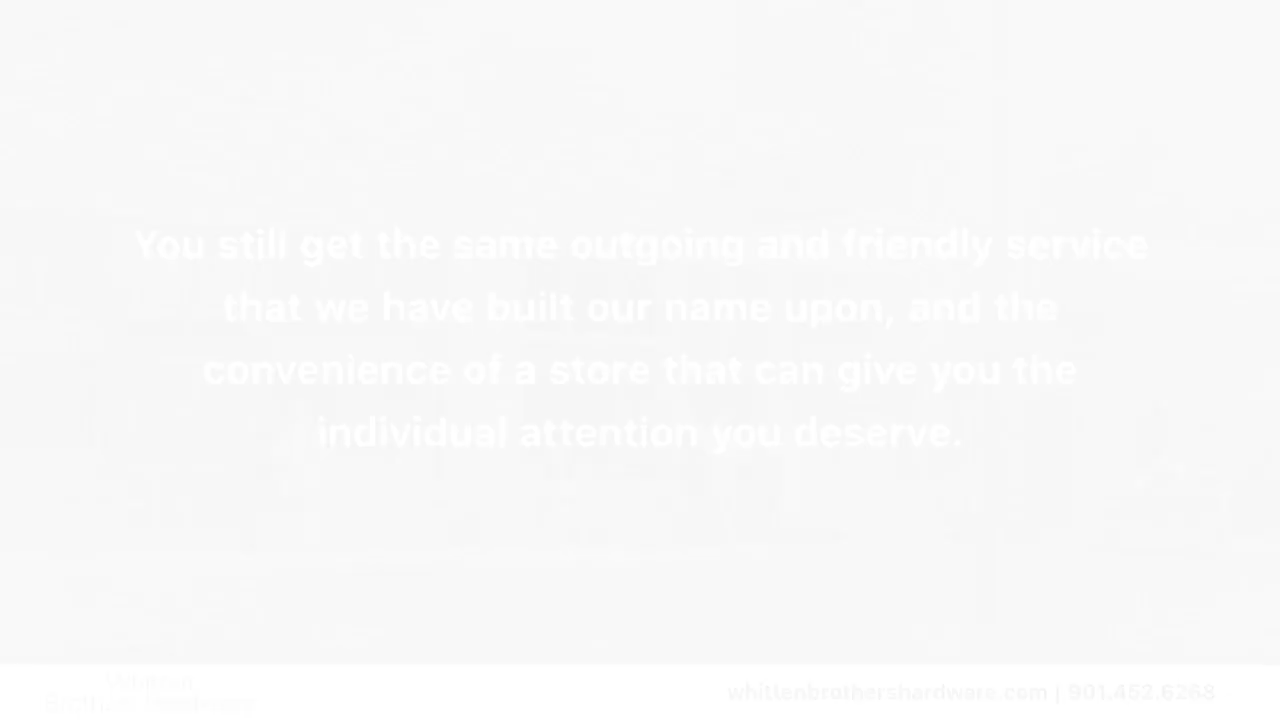 You still get the same outgoing and friendly service
that we have built our name upon, and the
convenience of a store that can give you the
individual attention you deserve.
Whitten
Brothers Hardware
whittenbrothershardware.com | 901.452.6268